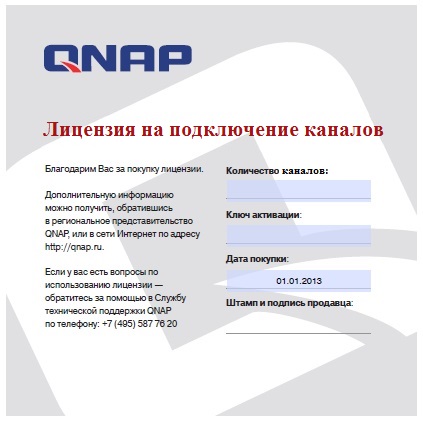 QNAP
Лицензия на подключение каналов
Благодарим Вас за покупку лицензии.
Дополнительную информацию
можно получить, обратившись
в региональное представительство
QNAP, или в сети Интернет по адресу
http://qnap.ru.
Если у вас есть вопросы по
использованию лицензии —
обратитесь за помощью в Службу
технической поддержки QNAP
по телефону: +7 (495) 587 76 20
Количество каналов:
Ключ активации:
Дата покупки:
01.01.2013
Штамп и подпись продавца: